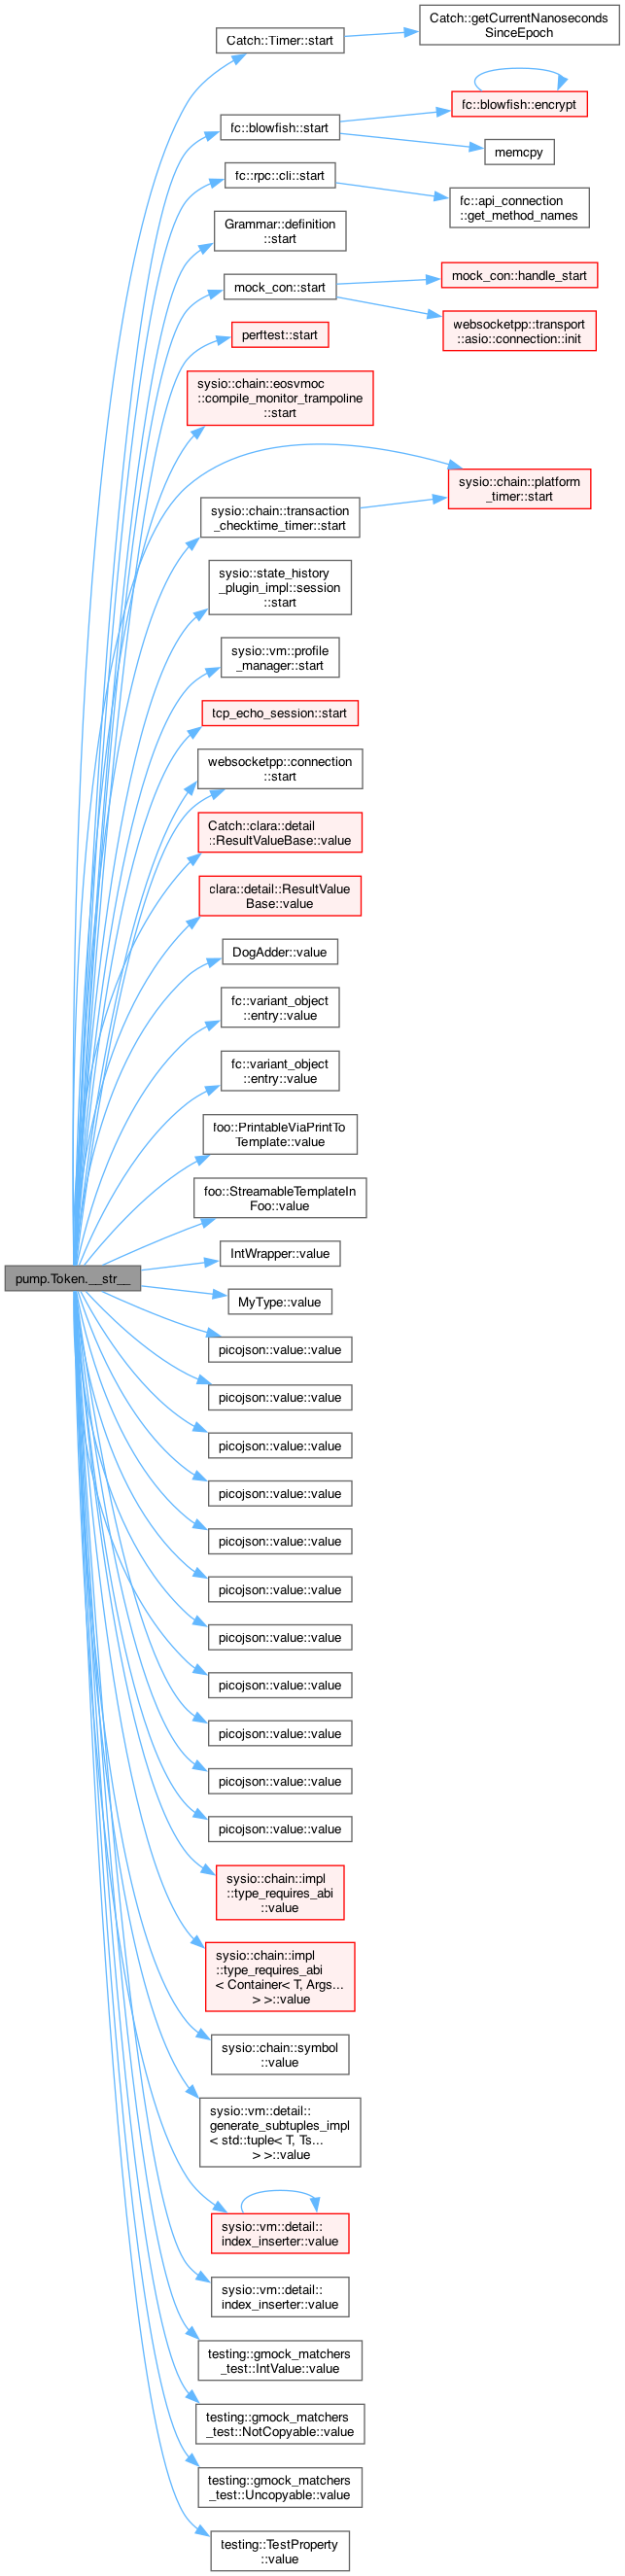 Catch::Timer::start
Catch::getCurrentNanoseconds
SinceEpoch
fc::blowfish::start
fc::blowfish::encrypt
memcpy
fc::rpc::cli::start
fc::api_connection
::get_method_names
Grammar::definition
::start
mock_con::start
mock_con::handle_start
websocketpp::transport
::asio::connection::init
perftest::start
sysio::chain::eosvmoc
::compile_monitor_trampoline
::start
sysio::chain::platform
_timer::start
sysio::chain::transaction
_checktime_timer::start
sysio::state_history
_plugin_impl::session
::start
sysio::vm::profile
_manager::start
tcp_echo_session::start
websocketpp::connection
::start
Catch::clara::detail
::ResultValueBase::value
clara::detail::ResultValue
Base::value
DogAdder::value
fc::variant_object
::entry::value
fc::variant_object
::entry::value
foo::PrintableViaPrintTo
Template::value
foo::StreamableTemplateIn
Foo::value
IntWrapper::value
pump.Token.__str__
MyType::value
picojson::value::value
picojson::value::value
picojson::value::value
picojson::value::value
picojson::value::value
picojson::value::value
picojson::value::value
picojson::value::value
picojson::value::value
picojson::value::value
picojson::value::value
sysio::chain::impl
::type_requires_abi
::value
sysio::chain::impl
::type_requires_abi
< Container< T, Args...
> >::value
sysio::chain::symbol
::value
sysio::vm::detail::
generate_subtuples_impl
< std::tuple< T, Ts...
> >::value
sysio::vm::detail::
index_inserter::value
sysio::vm::detail::
index_inserter::value
testing::gmock_matchers
_test::IntValue::value
testing::gmock_matchers
_test::NotCopyable::value
testing::gmock_matchers
_test::Uncopyable::value
testing::TestProperty
::value